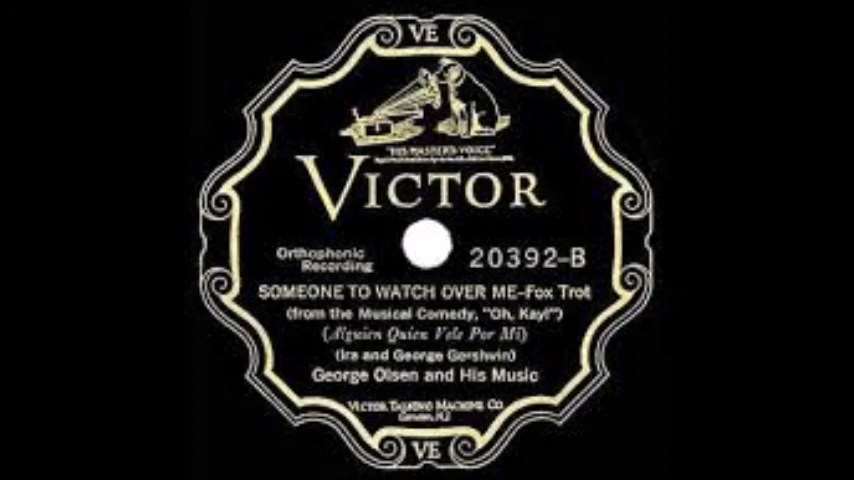 VE
"HIS MASTER'S VOICE"
VICTOR
Orthophonic
Recording
20392-B
SOMEONE TO WATCH OVER ME-Fox Trot
(from the Musical Comedy, "Oh, Kay!")
(Alguien Quien Vele Por Mi)
(Ira and George Gershwin)
George Olsen and His Music
VICTOR TALKING MACHINE CO.
Camden, N.J.
VE